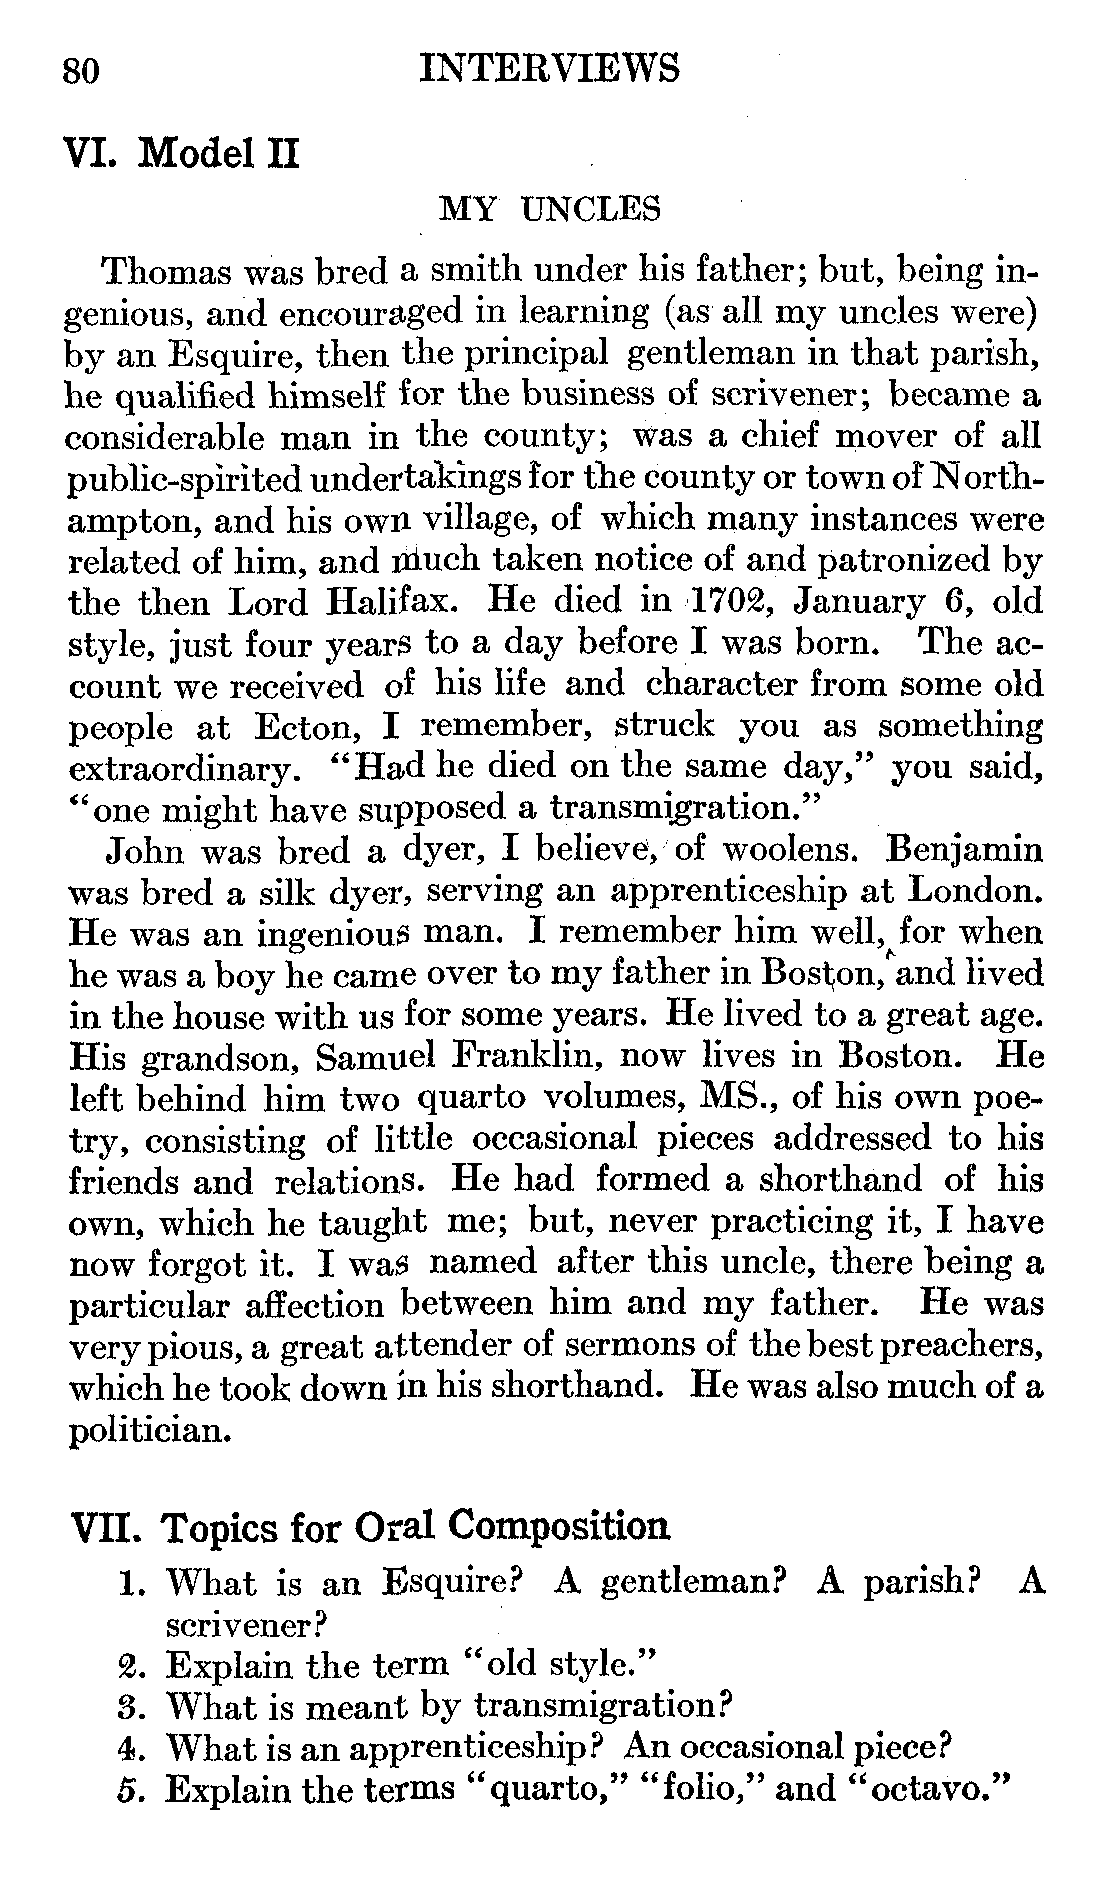 80 INTERVIEWS
VI. Model II
MY UNCLES
Thomas was bred a smith under his father; but, being in-
genious, and encouraged in learning (as all my uncles were)
by an Esquire, then the principal gentleman in that parish,
he qualified himself for the business of scrivener; became a
considerable man in the county; was a chief mover of all
public-spirited undertakings for the county or town of North-
ampton, and his own village, of which many instances were
related of him, and much taken notice of and patronized by
the then Lord Halifax. He died in 1702, January 6, old
style, just four years to a day before I was born. The ac-
count we received of his life and character from some old
people at Ecton, I remember, struck you as something
extraordinary. "Had he died on the same day," you said,
"one might have supposed a transmigration."
John was bred a dyer, I believe, of woolens. Benjamin
was bred a silk dyer, serving an apprenticeship at London.
He was an ingenious man. I remember him well, for when
he was a boy he came over to my father in Boston, and lived
in the house with us for some years. He lived to a great age.
His grandson, Samuel Franklin, now lives in Boston. He
left behind him two quarto volumes, MS., of his own poe-
try, consisting of little occasional pieces addressed to his
friends and relations. He had formed a shorthand of his
own, which he taught me; but, never practicing it, I have
now forgot it. I was named after this uncle, there being a
particular affection between him and my father. He was
very pious, a great attender of sermons of the best preachers,
which he took down in his shorthand. He was also much of a
politician.
VII. Topics for Oral Composition
1. What is an Esquire? A gentleman? A parish? A
scrivener?
2. Explain the term "old style."
3. What is meant by transmigration?
4. What is an apprenticeship? An occasional piece?
5. Explain the terms "quarto," "folio," and "octavo."